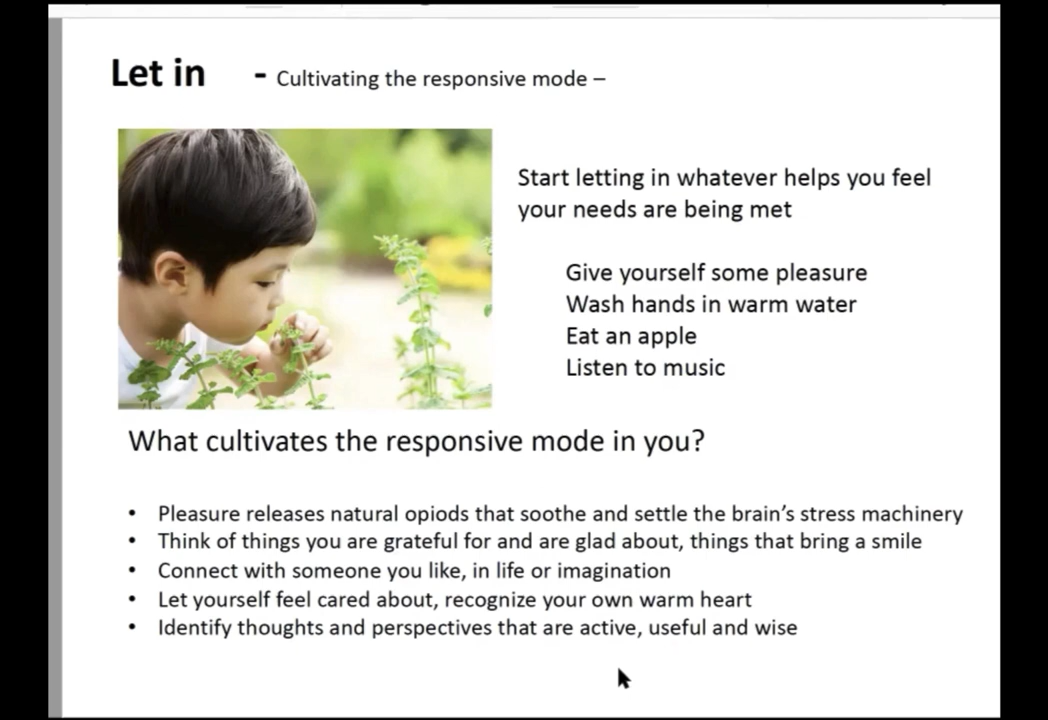 Let in - Cultivating the responsive mode –
Start letting in whatever helps you feel
your needs are being met
Give yourself some pleasure
Wash hands in warm water
Eat an apple
Listen to music
What cultivates the responsive mode in you?
• Pleasure releases natural opiods that soothe and settle the brain's stress machinery
• Think of things you are grateful for and are glad about, things that bring a smile
• Connect with someone you like, in life or imagination
• Let yourself feel cared about, recognize your own warm heart
• Identify thoughts and perspectives that are active, useful and wise